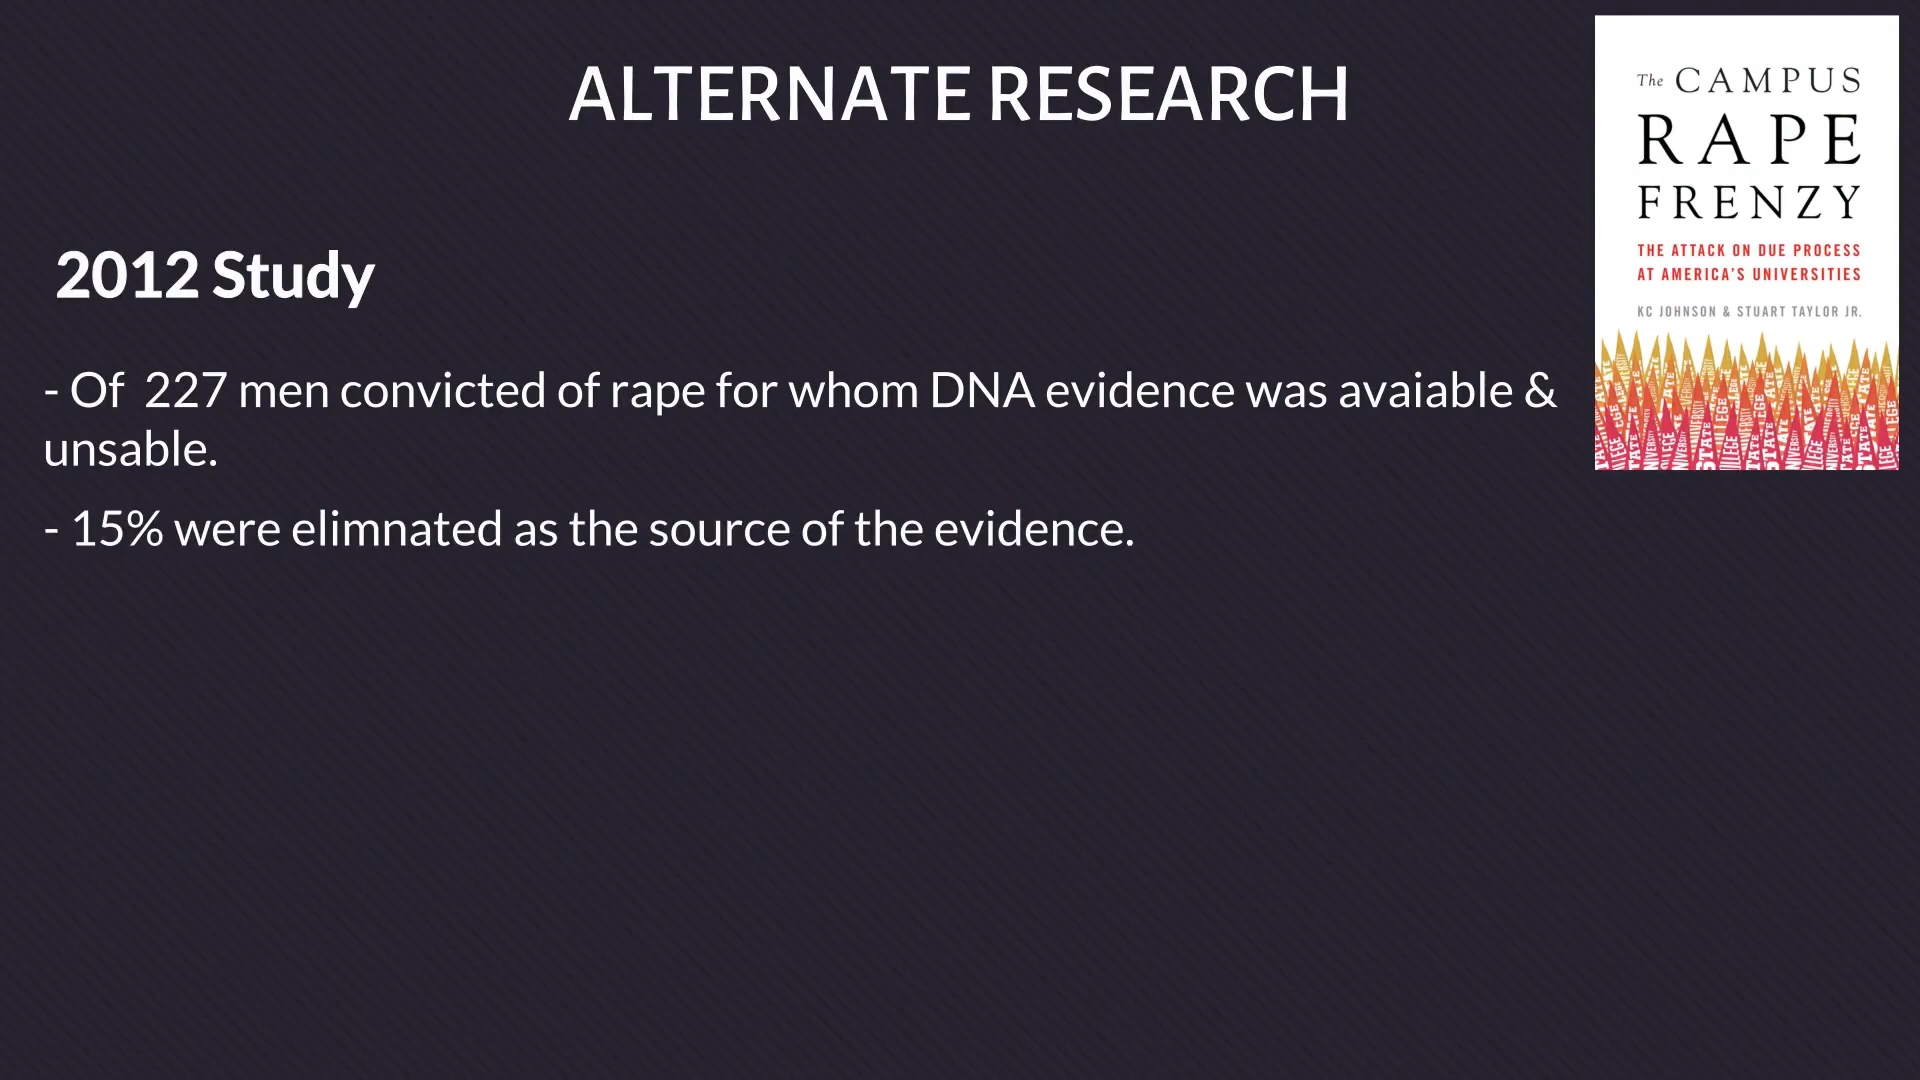 ALTERNATE RESEARCH
The CAMPUS
RAPE
FRENZY
THE ATTACK ON DUE PROCESS
AT AMERICA'S UNIVERSITIES
KC JOHNSON & STUART TAYLOR JR.
2012 Study
- Of 227 men convicted of rape for whom DNA evidence was avaiable &
unsable.
- 15% were elimnated as the source of the evidence.